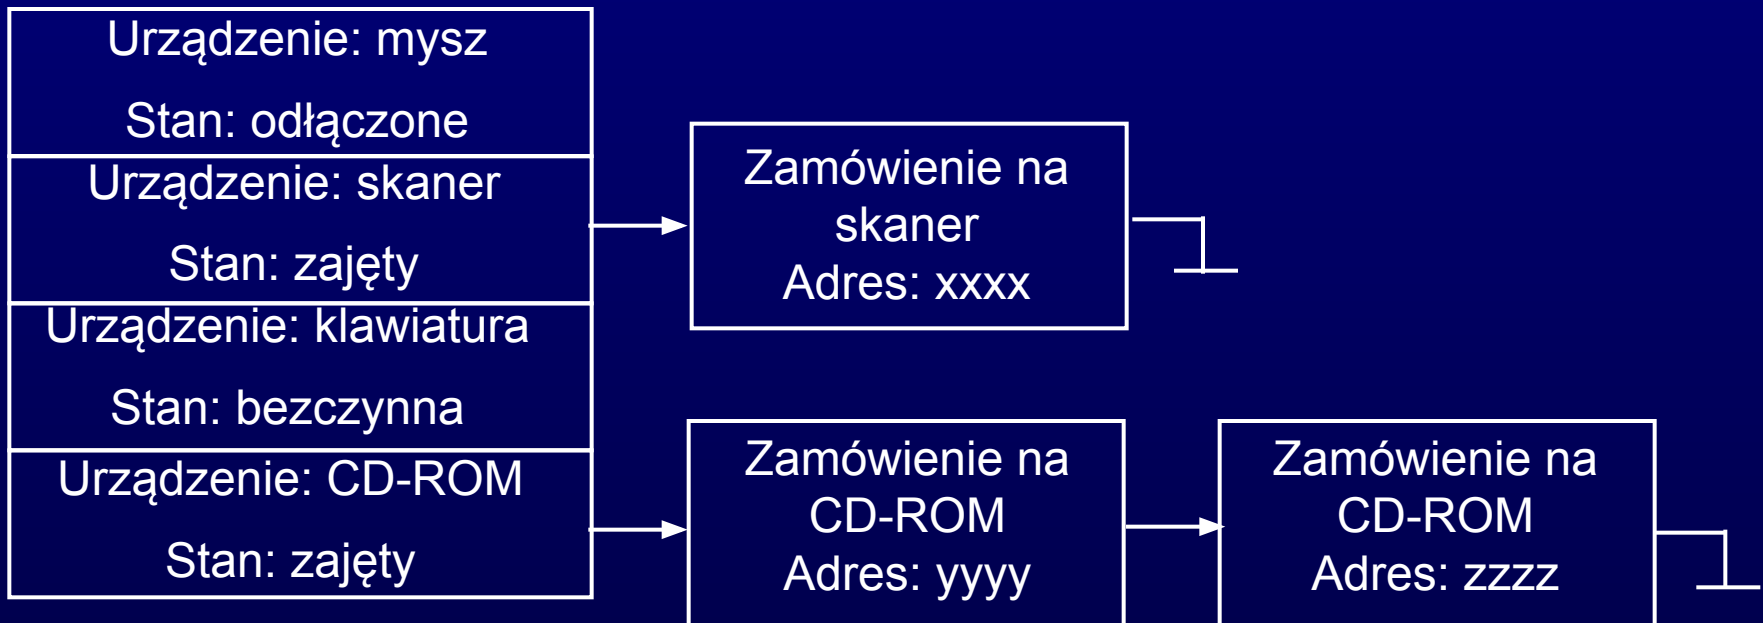 Urządzenie: mysz
Stan: odłączone
Urządzenie: skaner
Stan: zajęty
Urządzenie: klawiatura
Stan: bezczynna
Urządzenie: CD-ROM
Stan: zajęty
Zamówienie na
skaner
Adres: xxxx
Zamówienie na
CD-ROM
Adres: yyyy
Zamówienie na
CD-ROM
Adres: zzzz